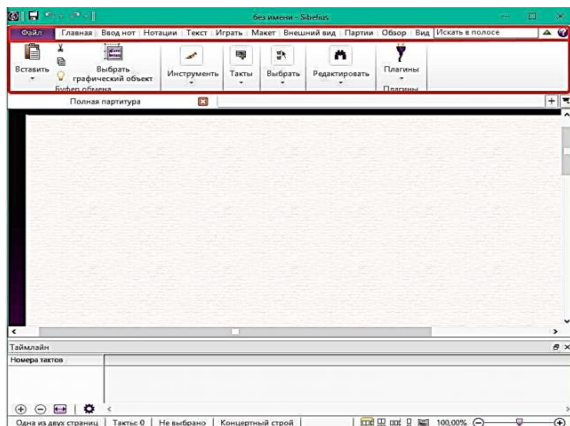 без имени - Sibelius
Файл Главная Ввод нот Нотации Текст Играть Макет Внешний вид Партии Обзор Вид Искать в полосе
Вставить Выбрать графический объект Инструменты Такты Выбрать Редактировать Плагины
Буфер обмена Плагины
Полная партитура
Таймлайн
Номера тактов
Одна из двух страниц Такты: 0 Не выбрано Концертный строй 100,00%